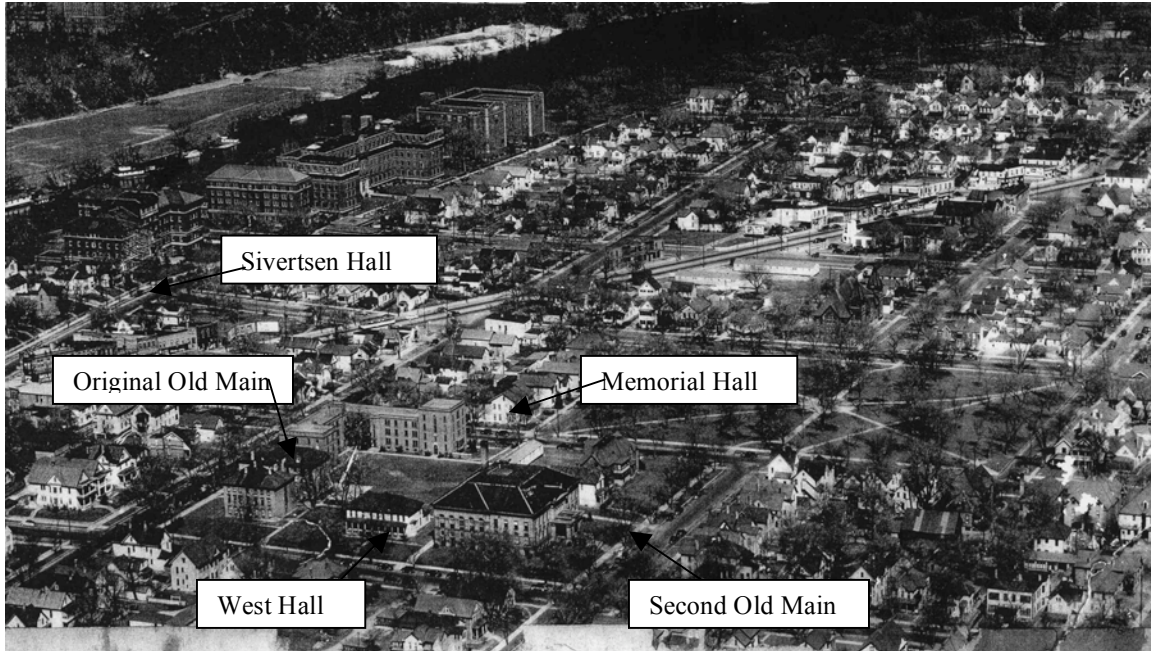 Sivertsen Hall
Original Old Main
Memorial Hall
West Hall
Second Old Main